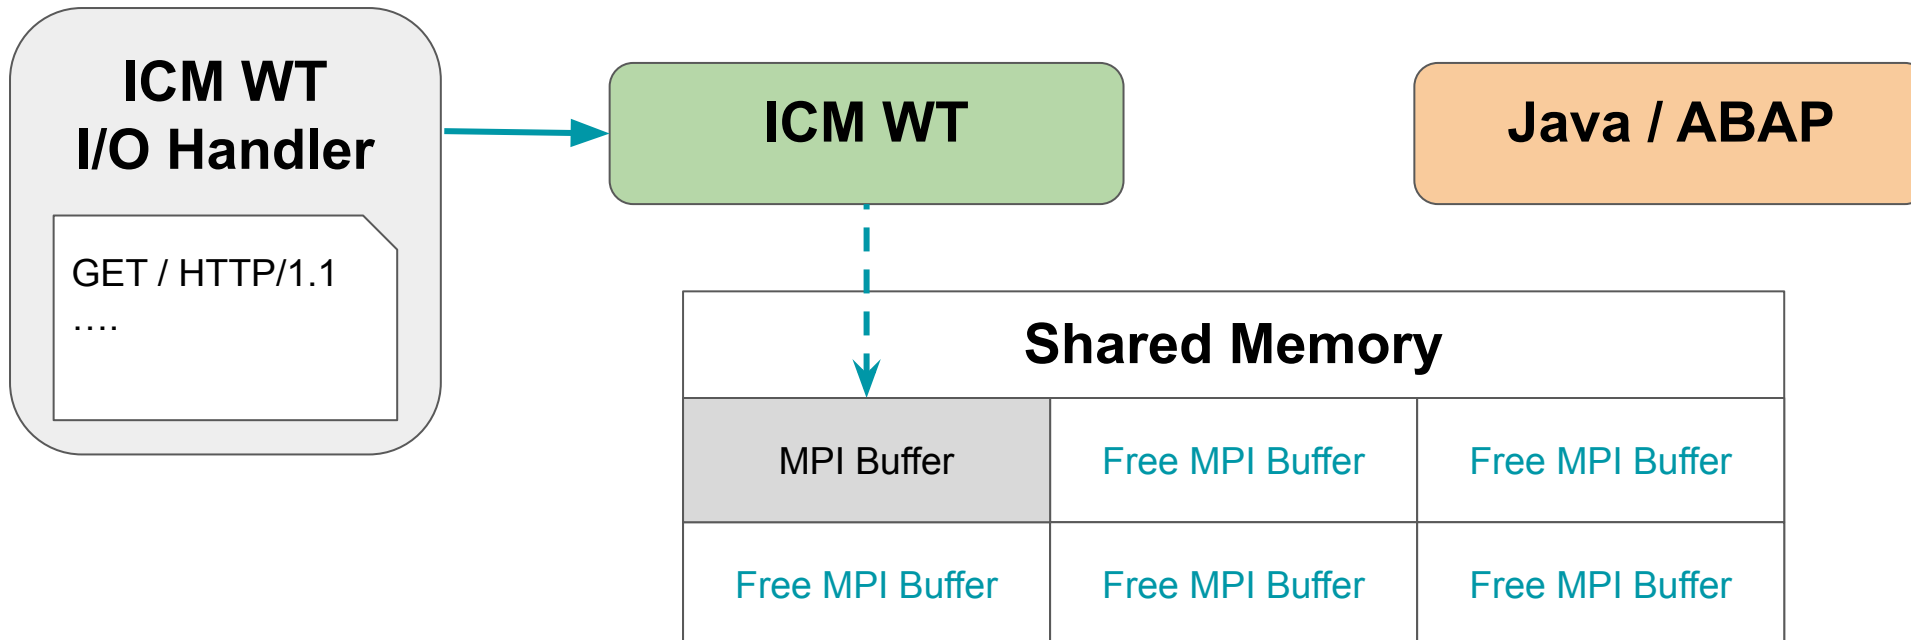 ICM WT
I/O Handler
GET / HTTP/1.1
....
ICM WT
Java / ABAP
Shared Memory
MPI Buffer
Free MPI Buffer
Free MPI Buffer
Free MPI Buffer
Free MPI Buffer
Free MPI Buffer